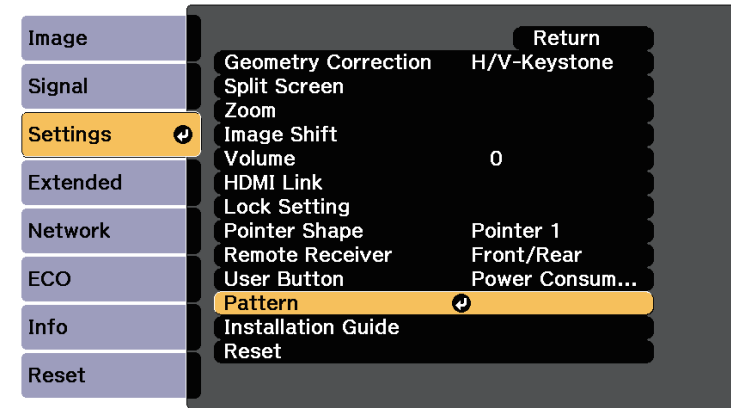 Image
Signal
Settings
Extended
Network
ECO
Info
Reset
Return
Geometry Correction H/V-Keystone
Split Screen
Zoom
Image Shift
Volume 0
HDMI Link
Lock Setting
Pointer Shape Pointer 1
Remote Receiver Front/Rear
User Button Power Consum...
Pattern
Installation Guide
Reset